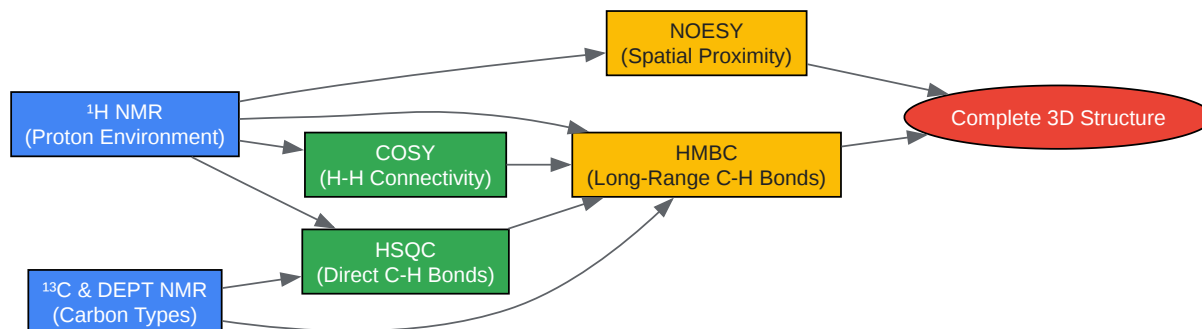 NOESY
(Spatial Proximity)
¹H NMR
(Proton Environment)
Complete 3D Structure
COSY
(H-H Connectivity)
HMBC
(Long-Range C-H Bonds)
HSQC
(Direct C-H Bonds)
¹³C & DEPT NMR
(Carbon Types)